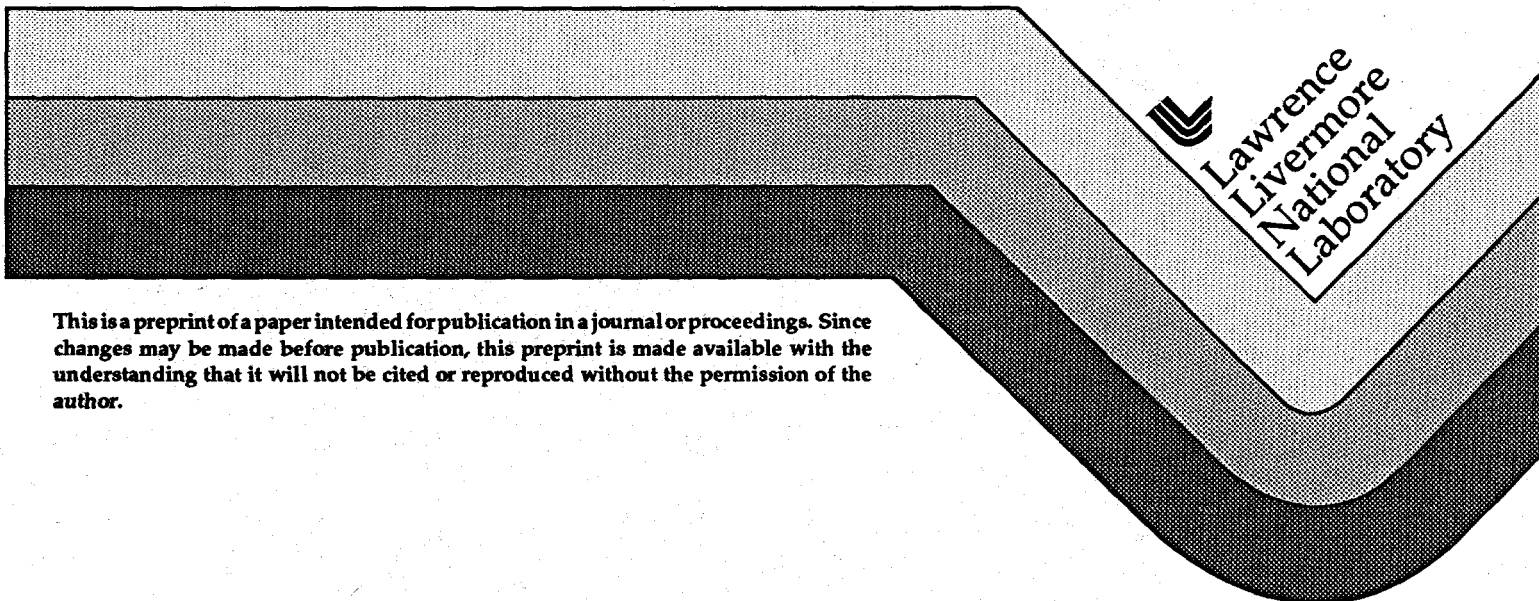 Lawrence
Livermore
National
Laboratory
This is a preprint of a paper intended for publication in a journal or proceedings. Since
changes may be made before publication, this preprint is made available with the
understanding that it will not be cited or reproduced without the permission of the
author.